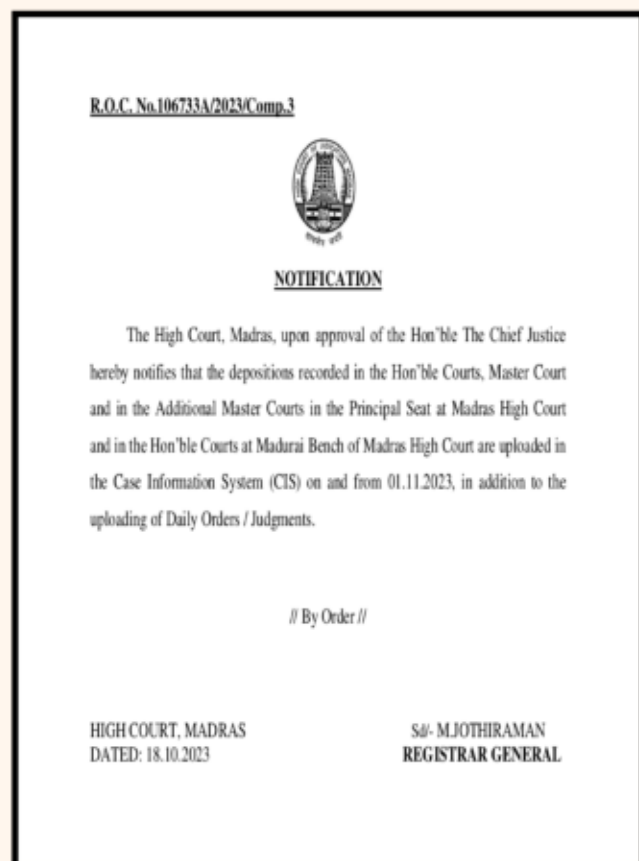 R.O.C. No.106733A/2023/Comp.3
NOTIFICATION
The High Court, Madras, upon approval of the Hon'ble The Chief Justice
hereby notifies that the depositions recorded in the Hon'ble Courts, Master Court
and in the Additional Master Courts in the Principal Seat at Madras High Court
and in the Hon'ble Courts at Madurai Bench of Madras High Court are uploaded in
the Case Information System (CIS) on and from 01.11.2023, in addition to the
uploading of Daily Orders / Judgments.
// By Order //
HIGH COURT, MADRAS
DATED: 18.10.2023
Sd/- M.JOTHIRAMAN
REGISTRAR GENERAL